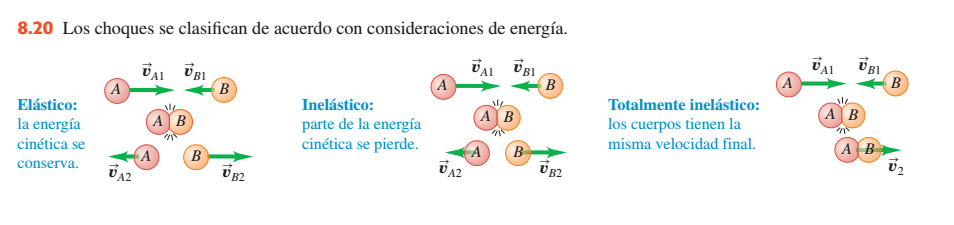 8.20 Los choques se clasifican de acuerdo con consideraciones de energía.
Elástico:
la energía
cinética se
conserva.
v⃗A1 v⃗B1
A B
A B
A B
v⃗A2 v⃗B2
Inelástico:
parte de la energía
cinética se pierde.
v⃗A1 v⃗B1
A B
A B
A B
v⃗A2 v⃗B2
Totalmente inelástico:
los cuerpos tienen la
misma velocidad final.
v⃗A1 v⃗B1
A B
A B
A B
v⃗2